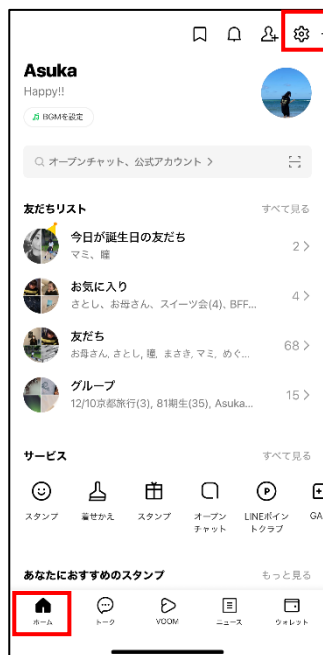 Asuka
Happy!!
BGMを設定
オープンチャット、公式アカウント
友だちリスト すべて見る
今日が誕生日の友だち
マミ、瞳
2
お気に入り
さとし、お母さん、スイーツ会(4)、BFF...
4
友だち
お母さん, さとし, 瞳, まさき, マミ, めぐ...
68
グループ
12/10京都旅行(3), 81期生(35), Asuka...
15
サービス すべて見る
スタンプ 着せかえ スタンプ オープンチャット LINEポイントクラブ GA
あなたにおすすめのスタンプ もっと見る
ホーム トーク VOOM ニュース ウォレット